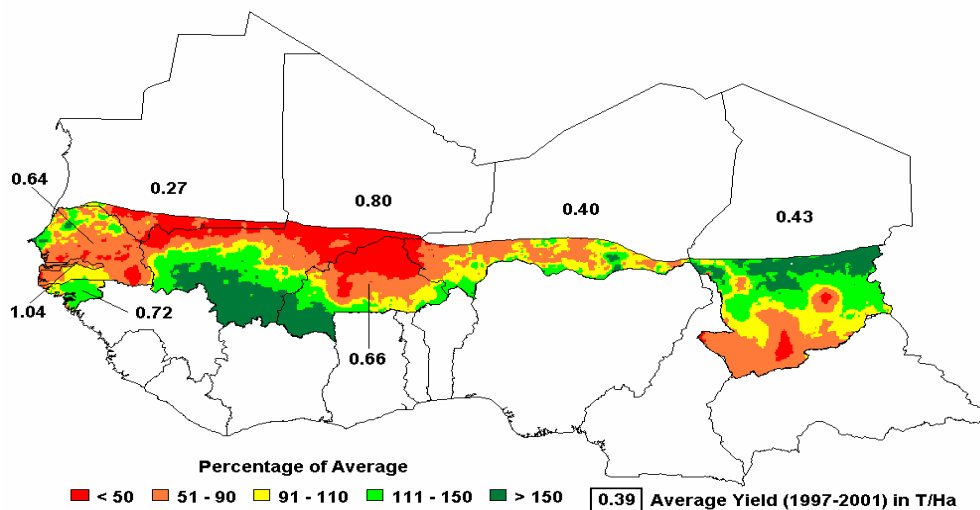 0.64
0.27
0.80
0.40
0.43
1.04
0.72
0.66
Percentage of Average
< 50 51 - 90 91 - 110 111 - 150 > 150
0.39 Average Yield (1997-2001) in T/Ha